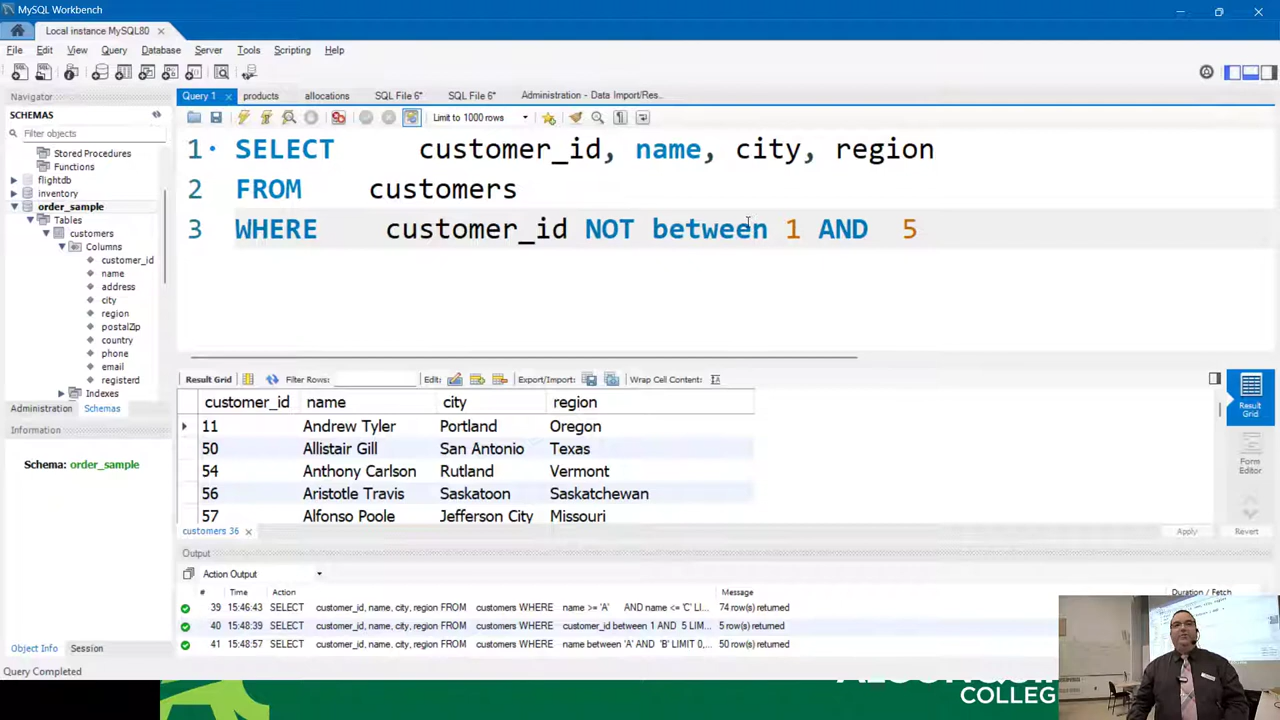 MySQL Workbench
Local instance MySQL80
File Edit View Query Database Server Tools Scripting Help
Navigator
SCHEMAS
Filter objects
Stored Procedures
Functions
flightdb
inventory
order_sample
Tables
customers
Columns
customer_id
name
address
city
region
postalZip
country
phone
email
registerd
Indexes
Administration Schemas
Information
Schema: order_sample
Object Info Session
Query Completed
Query 1 products allocations SQL File 6* SQL File 6* Administration - Data Import/Res...
Limit to 1000 rows
1 SELECT customer_id, name, city, region
2 FROM customers
3 WHERE customer_id NOT between 1 AND 5
Result Grid Filter Rows: Edit: Export/Import: Wrap Cell Content:
customer_id name city region
11 Andrew Tyler Portland Oregon
50 Allistair Gill San Antonio Texas
54 Anthony Carlson Rutland Vermont
56 Aristotle Travis Saskatoon Saskatchewan
57 Alfonso Poole Jefferson City Missouri
Result Grid
Form Editor
customers 36 Apply Revert
Output
Action Output
# Time Action Message Duration / Fetch
39 15:46:43 SELECT customer_id, name, city, region FROM customers WHERE name >= 'A' AND name <= 'C' LI... 74 row(s) returned
40 15:48:39 SELECT customer_id, name, city, region FROM customers WHERE customer_id between 1 AND 5 LIM... 5 row(s) returned
41 15:48:57 SELECT customer_id, name, city, region FROM customers WHERE name between 'A' AND 'B' LIMIT 0,... 50 row(s) returned
COLLEG